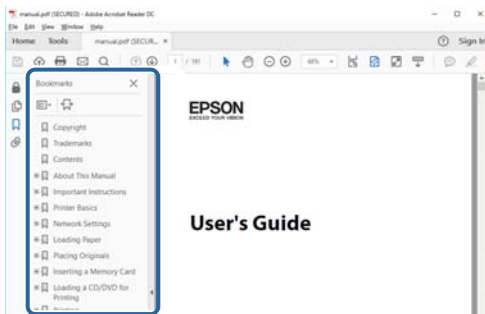 manual.pdf (SECURED) - Adobe Acrobat Reader DC
File Edit View Window Help
Home Tools manual.pdf (SECUR... ×
Sign In
1 / 191
Bookmarks
Copyright
Trademarks
Contents
About This Manual
Important Instructions
Printer Basics
Network Settings
Loading Paper
Placing Originals
Inserting a Memory Card
Loading a CD/DVD for
Printing
EPSON
EXCEED YOUR VISION
User's Guide